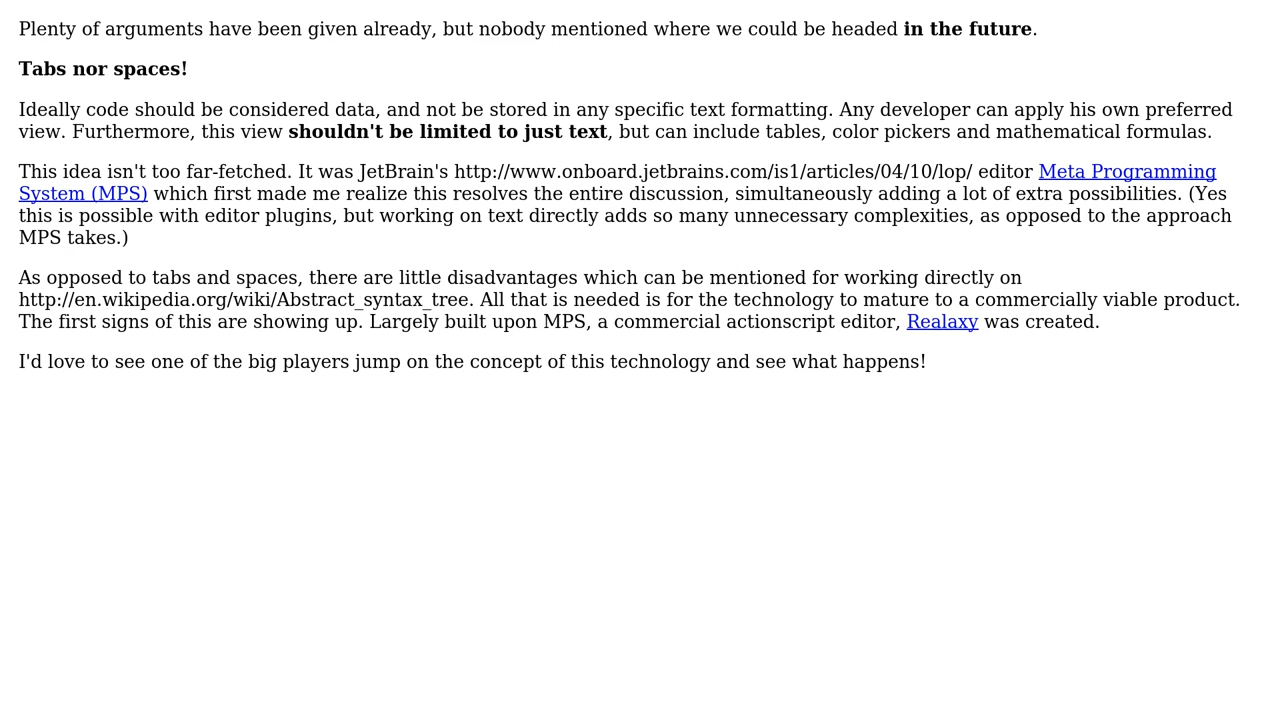 Plenty of arguments have been given already, but nobody mentioned where we could be headed in the future.
Tabs nor spaces!
Ideally code should be considered data, and not be stored in any specific text formatting. Any developer can apply his own preferred
view. Furthermore, this view shouldn't be limited to just text, but can include tables, color pickers and mathematical formulas.
This idea isn't too far-fetched. It was JetBrain's http://www.onboard.jetbrains.com/is1/articles/04/10/lop/ editor Meta Programming
System (MPS) which first made me realize this resolves the entire discussion, simultaneously adding a lot of extra possibilities. (Yes
this is possible with editor plugins, but working on text directly adds so many unnecessary complexities, as opposed to the approach
MPS takes.)
As opposed to tabs and spaces, there are little disadvantages which can be mentioned for working directly on
http://en.wikipedia.org/wiki/Abstract_syntax_tree. All that is needed is for the technology to mature to a commercially viable product.
The first signs of this are showing up. Largely built upon MPS, a commercial actionscript editor, Realaxy was created.
I'd love to see one of the big players jump on the concept of this technology and see what happens!